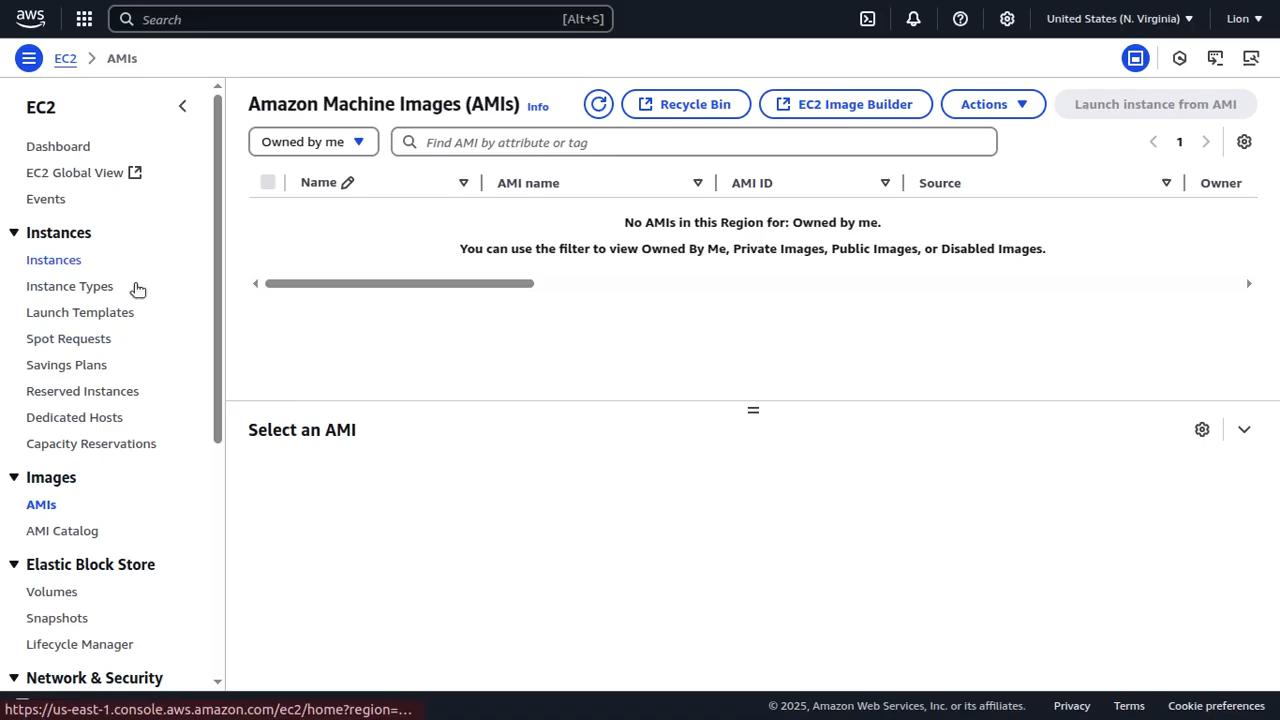 aws
Search [Alt+S]
United States (N. Virginia) ▼
Lion ▼
EC2 > AMIs
EC2
Dashboard
EC2 Global View
Events
Instances
Instances
Instance Types
Launch Templates
Spot Requests
Savings Plans
Reserved Instances
Dedicated Hosts
Capacity Reservations
Images
AMIs
AMI Catalog
Elastic Block Store
Volumes
Snapshots
Lifecycle Manager
Network & Security
Amazon Machine Images (AMIs) Info
Recycle Bin
EC2 Image Builder
Actions ▼
Launch instance from AMI
Owned by me ▼
Find AMI by attribute or tag
1
Name
AMI name
AMI ID
Source
Owner
No AMIs in this Region for: Owned by me.
You can use the filter to view Owned By Me, Private Images, Public Images, or Disabled Images.
Select an AMI
https://us-east-1.console.aws.amazon.com/ec2/home?region=...
© 2025, Amazon Web Services, Inc. or its affiliates.
Privacy
Terms
Cookie preferences